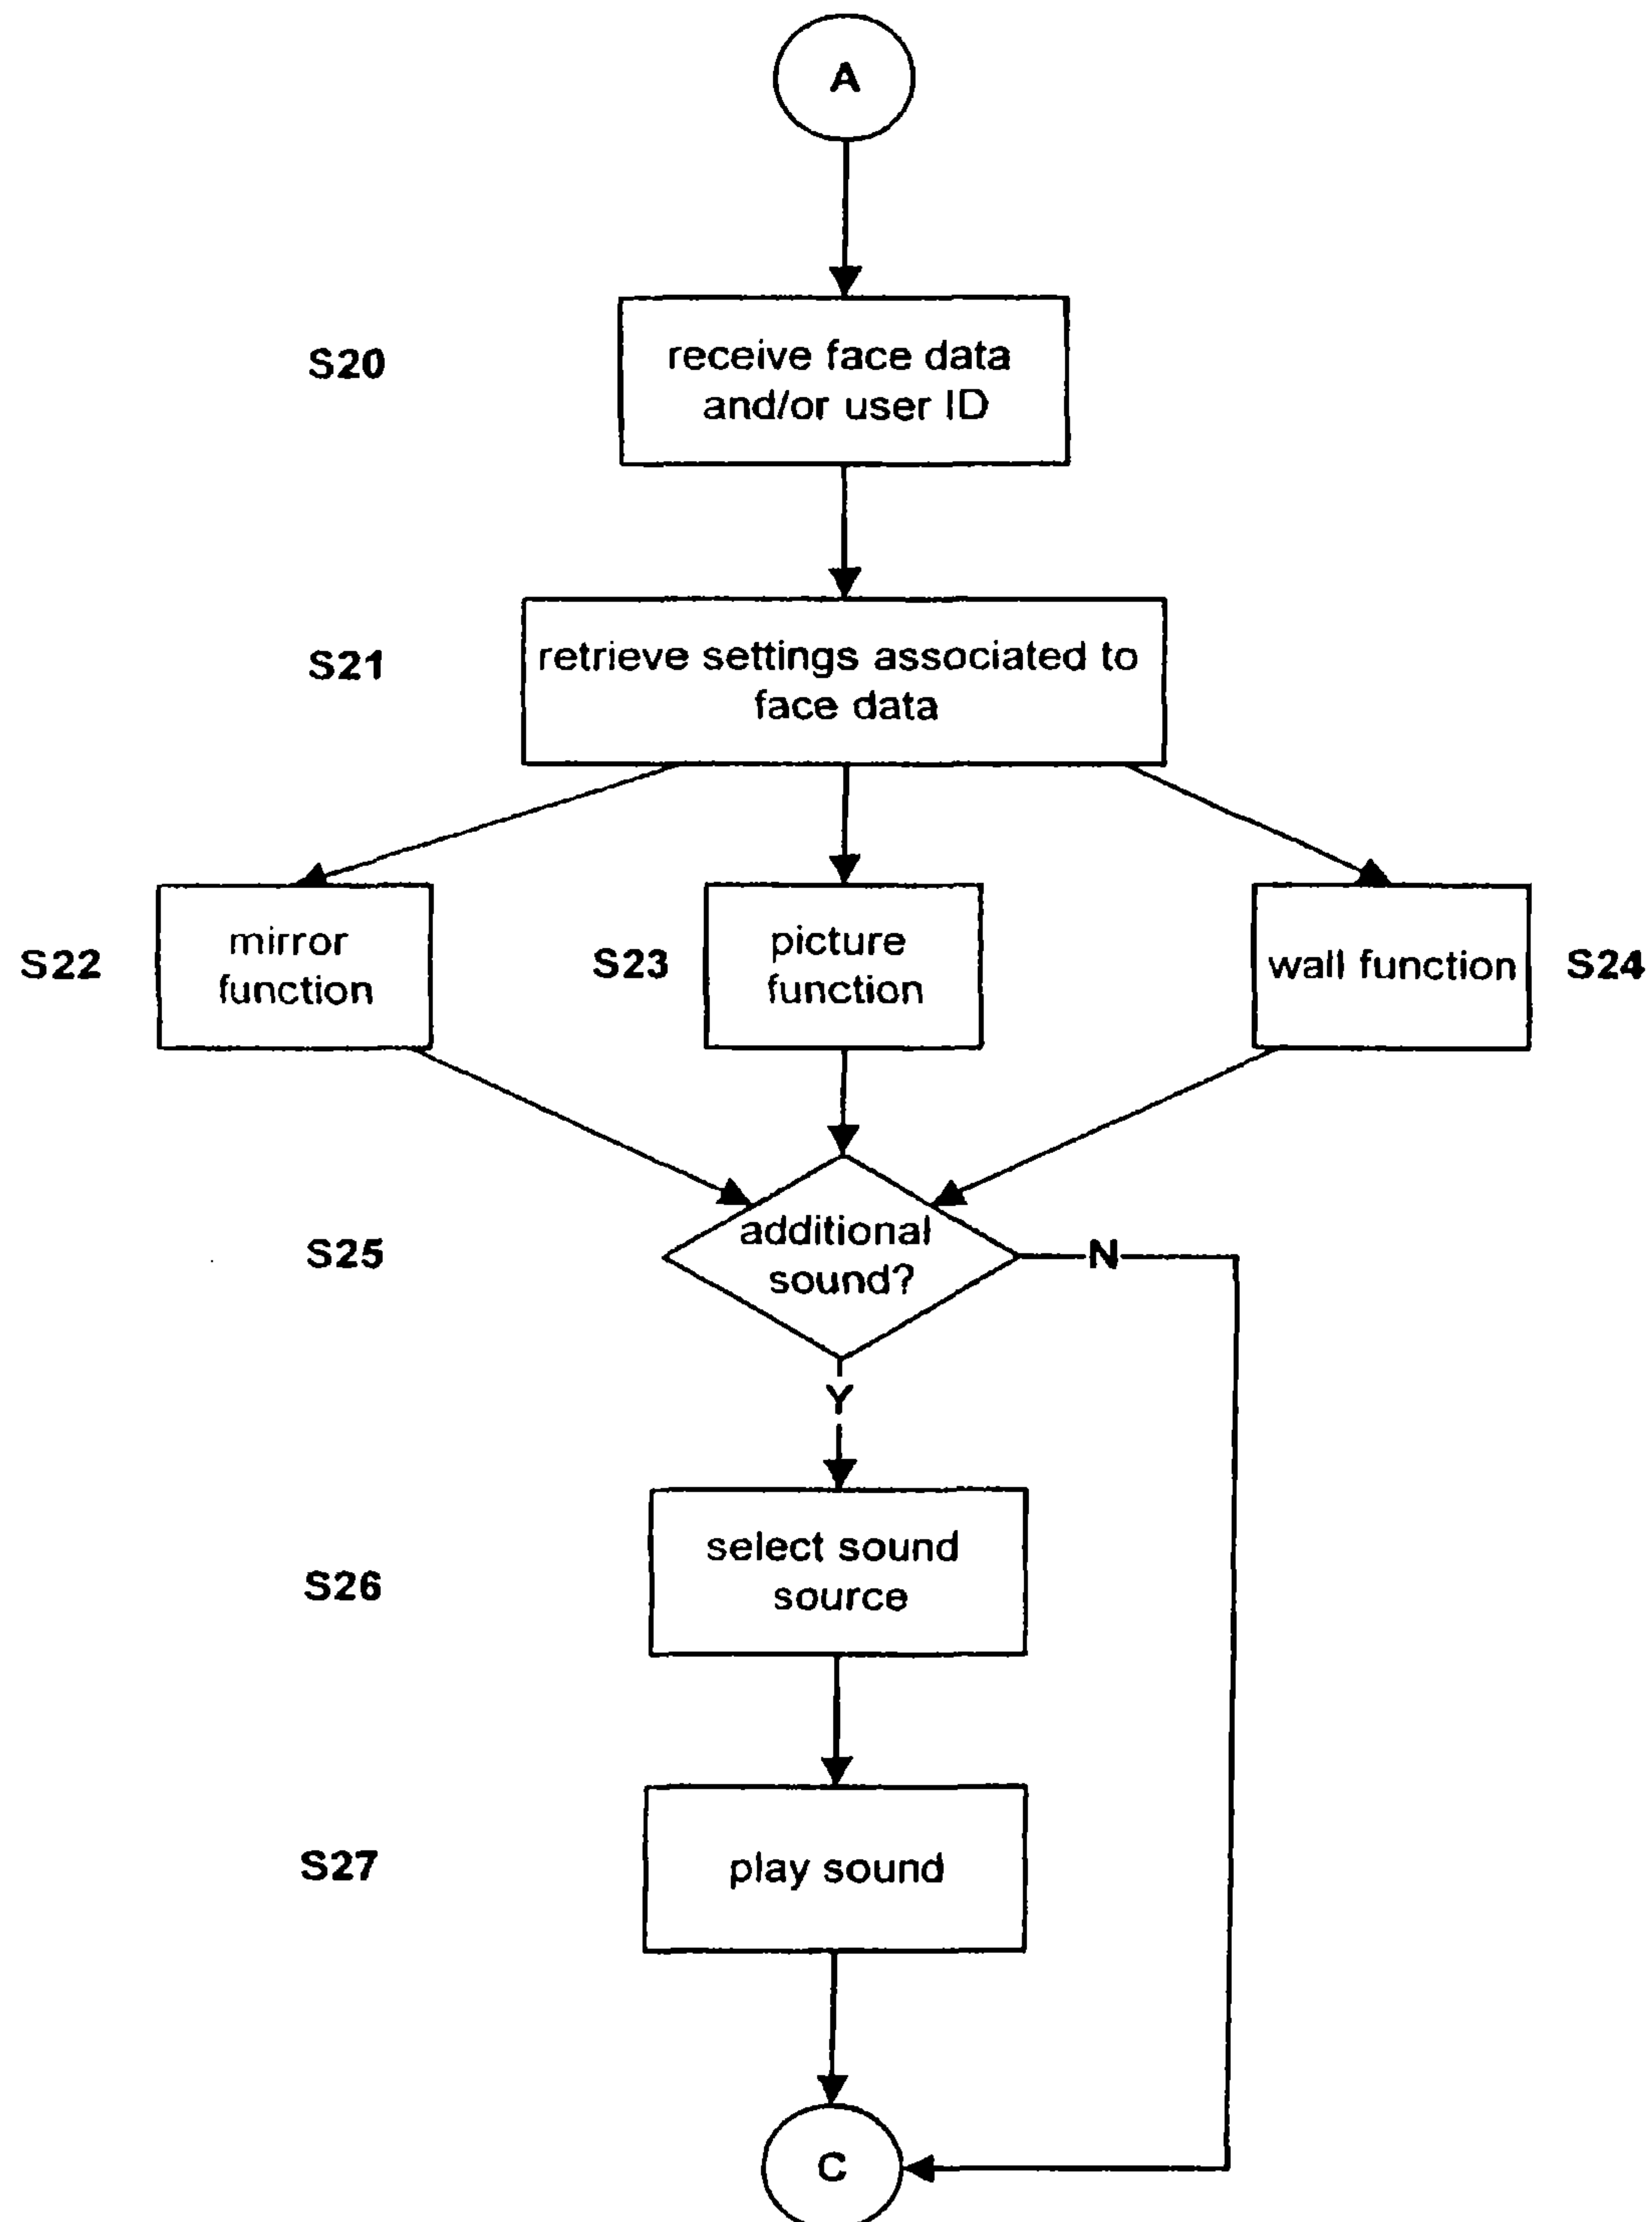 A
S20
receive face data
and/or user ID
S21
retrieve settings associated to
face data
S22
mirror
function
S23
picture
function
wall function
S24
S25
additional
sound?
N
Y
S26
select sound
source
S27
play sound
C